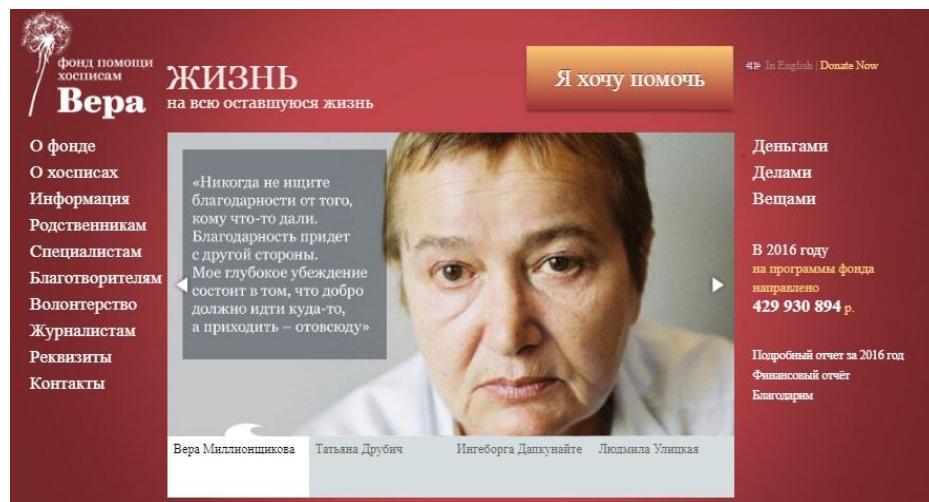 фонд помощи
хосписам
Вера
ЖИЗНЬ
на всю оставшуюся жизнь
Я хочу помочь
In English | Donate Now
О фонде
О хосписах
Информация
Родственникам
Специалистам
Благотворителям
Волонтерство
Журналистам
Реквизиты
Контакты
«Никогда не ищите
благодарности от того,
кому что-то дали.
Благодарность придет
с другой стороны.
Мое глубокое убеждение
состоит в том, что добро
должно идти куда-то,
а приходить – отовсюду»
Вера Миллионщикова
Татьяна Друбич
Ингеборга Дапкунайте
Людмила Улицкая
Деньгами
Делами
Вещами
В 2016 году
на программы фонда
направлено
429 930 894 р.
Подробный отчет за 2016 год
Финансовый отчёт
Благодарим